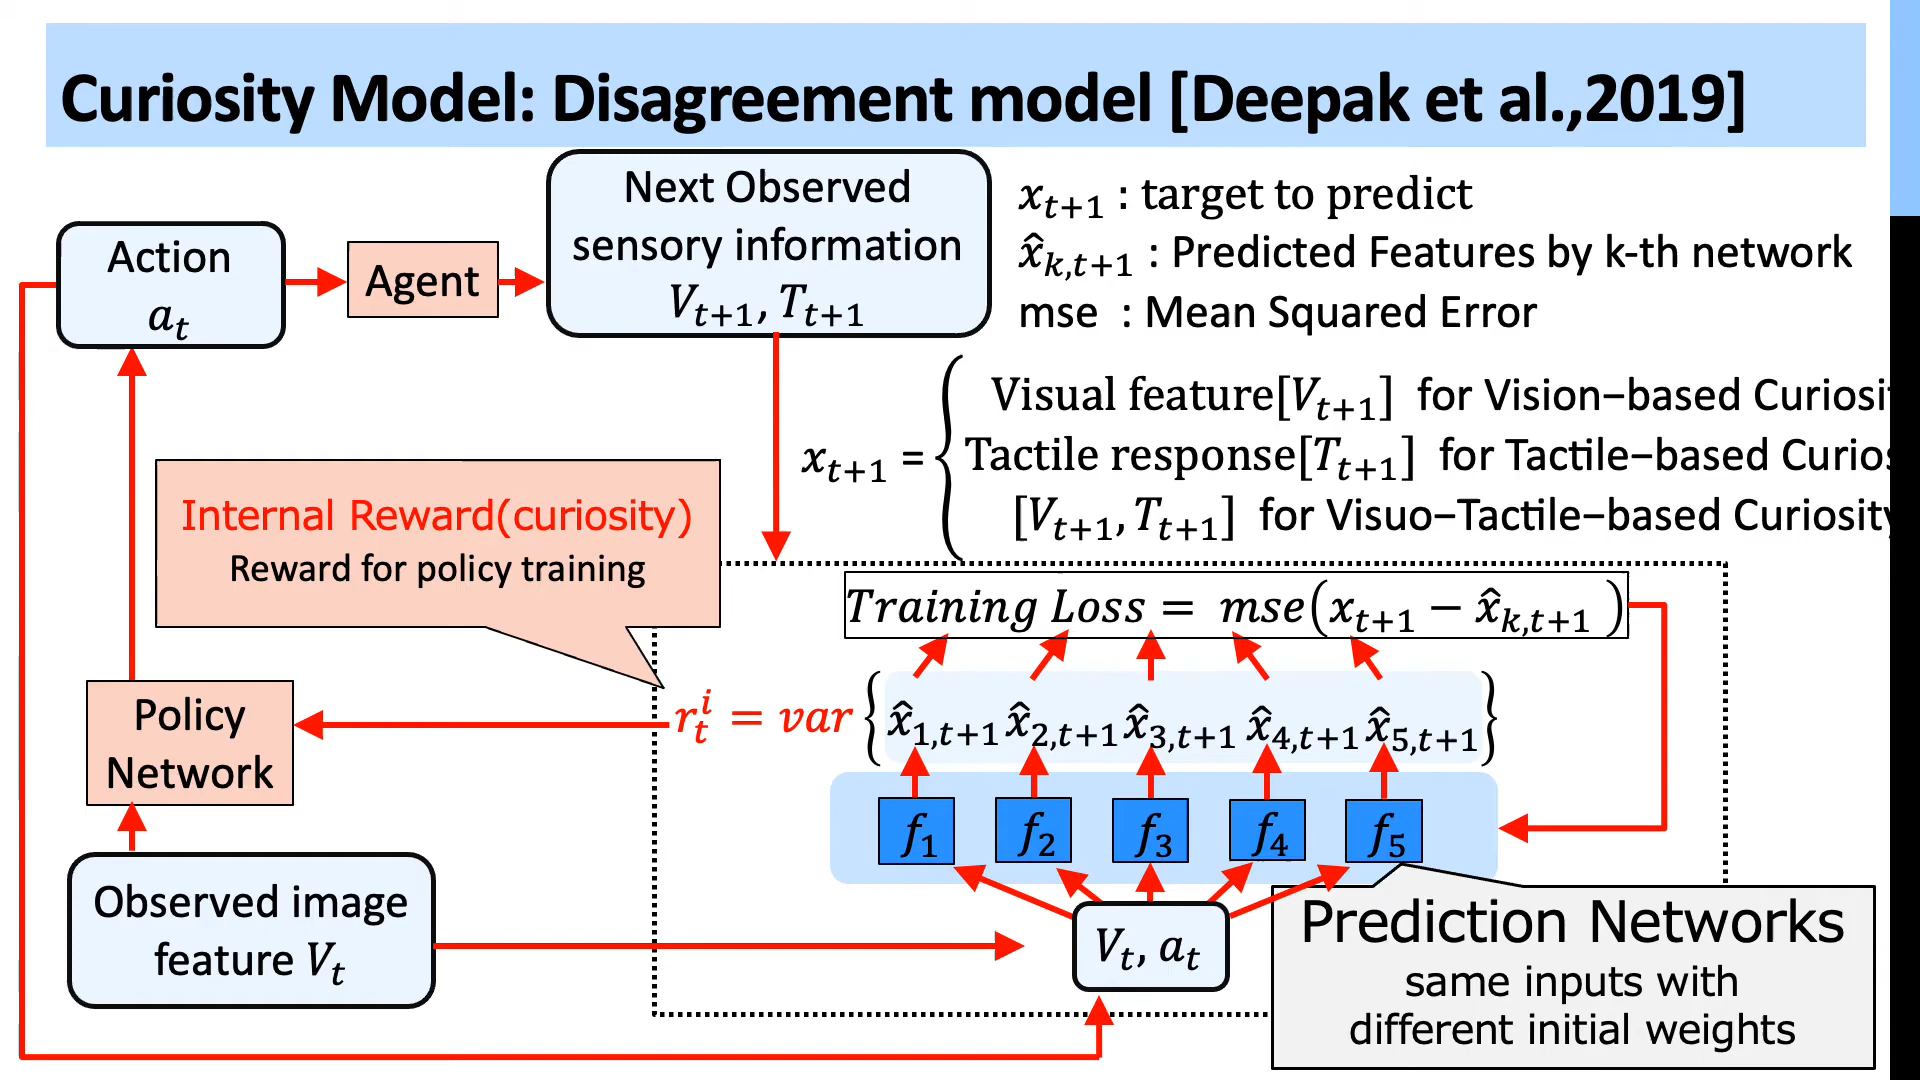 Curiosity Model: Disagreement model [Deepak et al.,2019]
Action
a_t
Agent
Next Observed
sensory information
V_{t+1}, T_{t+1}
x_{t+1} : target to predict
x̂_{k,t+1} : Predicted Features by k-th network
mse : Mean Squared Error
x_{t+1} = {
Visual feature[V_{t+1}] for Vision−based Curiosi
Tactile response[T_{t+1}] for Tactile−based Curios
[V_{t+1}, T_{t+1}] for Visuo−Tactile−based Curiosity
Internal Reward(curiosity)
Reward for policy training
Training Loss = mse(x_{t+1} − x̂_{k,t+1} )
r_t^i = var {x̂_{1,t+1} x̂_{2,t+1} x̂_{3,t+1} x̂_{4,t+1} x̂_{5,t+1}}
Policy
Network
f_1 f_2 f_3 f_4 f_5
Observed image
feature V_t
V_t, a_t
Prediction Networks
same inputs with
different initial weights